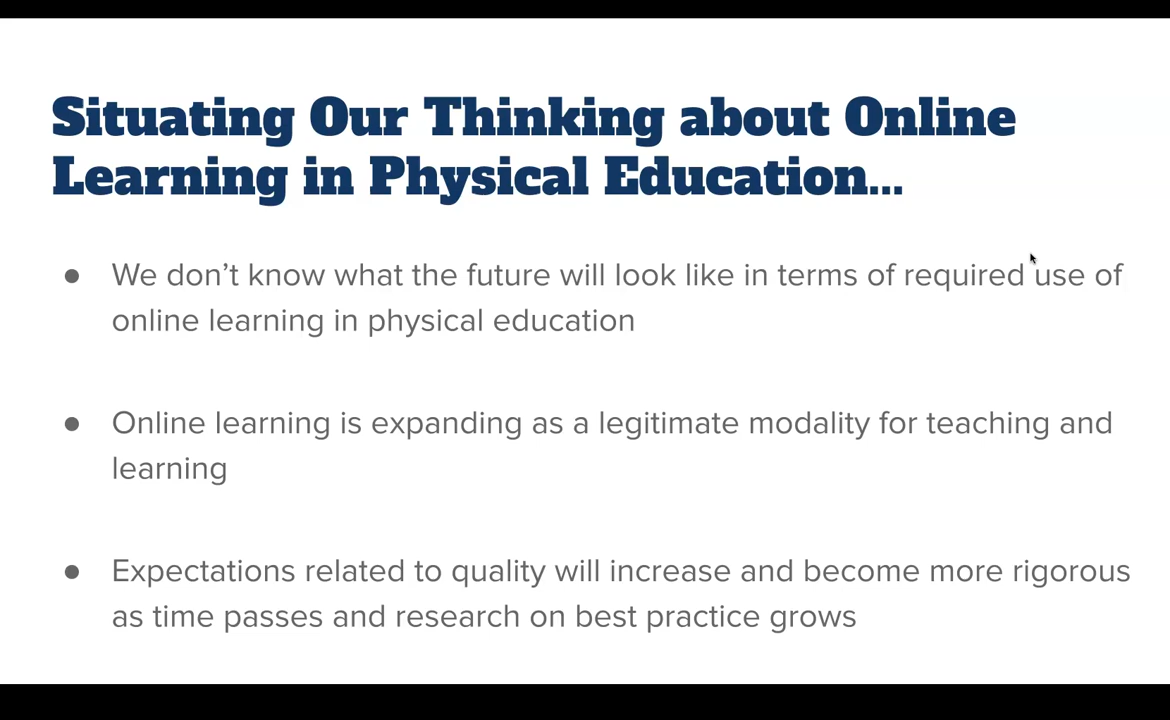 Situating Our Thinking about Online
Learning in Physical Education...
● We don’t know what the future will look like in terms of required use of
online learning in physical education
● Online learning is expanding as a legitimate modality for teaching and
learning
● Expectations related to quality will increase and become more rigorous
as time passes and research on best practice grows